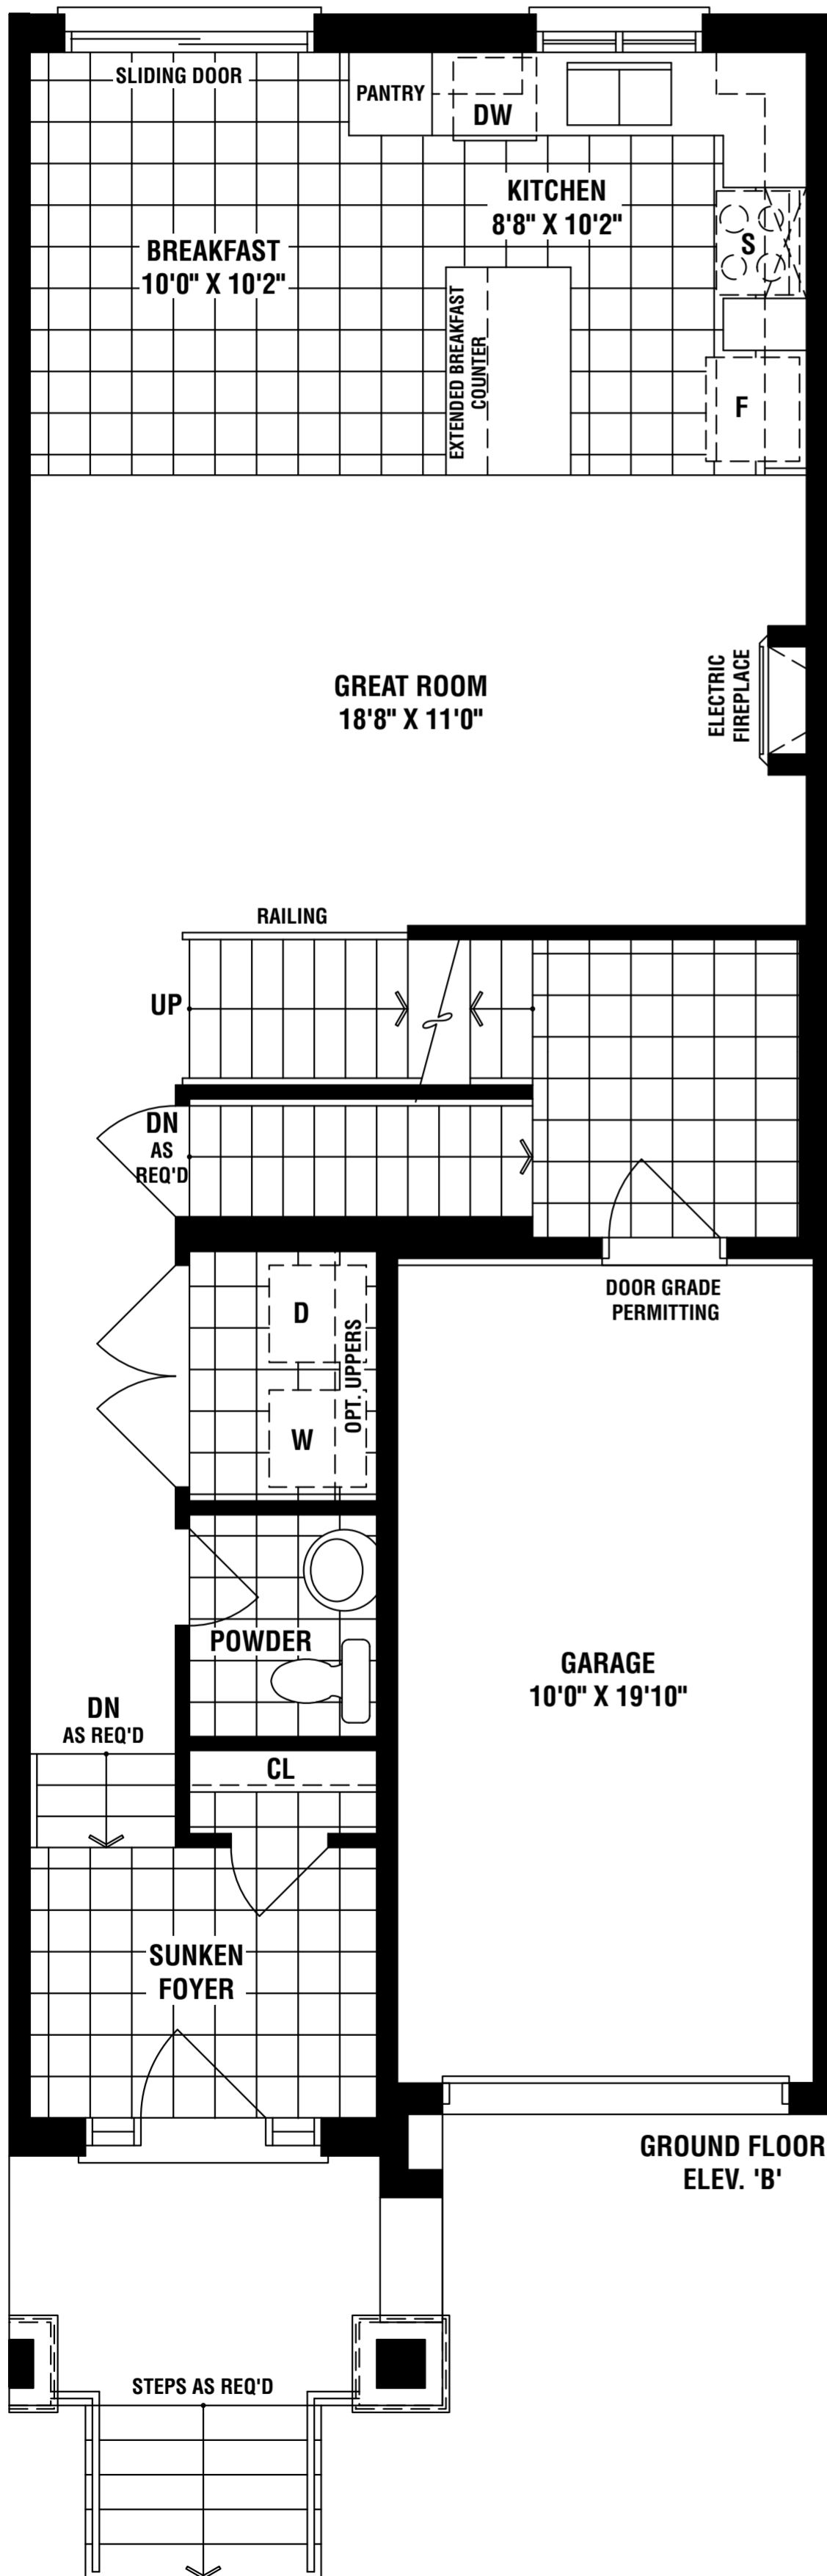 SLIDING DOOR
PANTRY
DW
KITCHEN
8'8" X 10'2"
S
BREAKFAST
10'0" X 10'2"
EXTENDED BREAKFAST
COUNTER
F
GREAT ROOM
18'8" X 11'0"
ELECTRIC
FIREPLACE
RAILING
UP
DN
AS
REQ'D
DOOR GRADE
PERMITTING
D
OPT. UPPERS
W
POWDER
GARAGE
10'0" X 19'10"
DN
AS REQ'D
CL
SUNKEN
FOYER
GROUND FLOOR
ELEV. 'B'
STEPS AS REQ'D